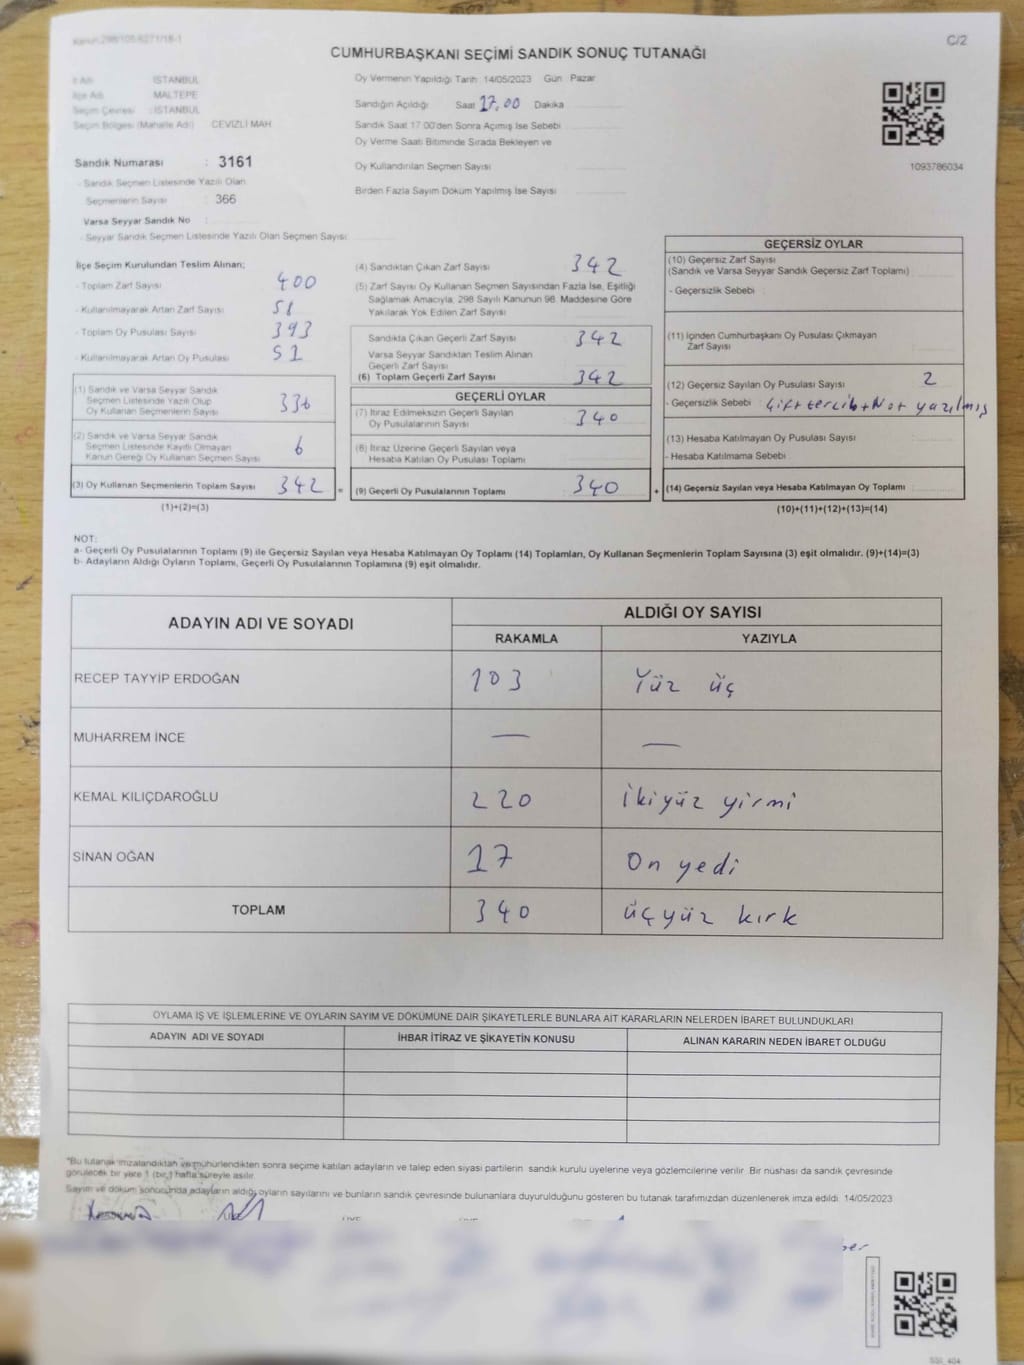 Kanun 298/105-6271/18-1
C/2
CUMHURBAŞKANI SEÇİMİ SANDIK SONUÇ TUTANAĞI
İl Adı : İSTANBUL
İlçe Adı : MALTEPE
Seçim Çevresi : İSTANBUL
Seçim Bölgesi (Mahalle Adı) : CEVİZLİ MAH
Sandık Numarası : 3161
- Sandık Seçmen Listesinde Yazılı Olan
Seçmenlerin Sayısı : 366
Varsa Seyyar Sandık No :
- Seyyar Sandık Seçmen Listesinde Yazılı Olan Seçmen Sayısı:
Oy Vermenin Yapıldığı Tarih: 14/05/2023 Gün: Pazar
Sandığın Açıldığı Saat 17.00 Dakika
Sandık Saat 17:00'den Sonra Açımış İse Sebebi
Oy Verme Saati Bitiminde Sırada Bekleyen ve
Oy Kullandırılan Seçmen Sayısı
Birden Fazla Sayım Döküm Yapılmış İse Sayısı
1093786034
İlçe Seçim Kurulundan Teslim Alınan;
- Toplam Zarf Sayısı 400
- Kullanılmayarak Artan Zarf Sayısı 58
- Toplam Oy Pusulası Sayısı 393
- Kullanılmayarak Artan Oy Pusulası 51
(1) Sandık ve Varsa Seyyar Sandık
Seçmen Listesinde Yazılı Olup
Oy Kullanan Seçmenlerin Sayısı 336
(2) Sandık ve Varsa Seyyar Sandık
Seçmen Listesinde Kayıtlı Olmayan
Kanun Gereği Oy Kullanan Seçmen Sayısı 6
(3) Oy Kullanan Seçmenlerin Toplam Sayısı 342 =
(1)+(2)=(3)
(4) Sandıktan Çıkan Zarf Sayısı 342
(5) Zarf Sayısı Oy Kullanan Seçmen Sayısından Fazla İse, Eşitliği
Sağlamak Amacıyla, 298 Sayılı Kanunun 98. Maddesine Göre
Yakılarak Yok Edilen Zarf Sayısı
Sandıkta Çıkan Geçerli Zarf Sayısı 342
Varsa Seyyar Sandıktan Teslim Alınan
Geçerli Zarf Sayısı
(6) Toplam Geçerli Zarf Sayısı 342
GEÇERLİ OYLAR
(7) İtiraz Edilmeksizin Geçerli Sayılan
Oy Pusulalarının Sayısı 340
(8) İtiraz Üzerine Geçerli Sayılan veya
Hesaba Katılan Oy Pusulası Toplamı
(9) Geçerli Oy Pusulalarının Toplamı 340 +
GEÇERSİZ OYLAR
(10) Geçersiz Zarf Sayısı
(Sandık ve Varsa Seyyar Sandık Geçersiz Zarf Toplamı)
- Geçersizlik Sebebi :
(11) İçinden Cumhurbaşkanı Oy Pusulası Çıkmayan
Zarf Sayısı
(12) Geçersiz Sayılan Oy Pusulası Sayısı 2
- Geçersizlik Sebebi : Çift tercih + Not yazılmış
(13) Hesaba Katılmayan Oy Pusulası Sayısı
- Hesaba Katılmama Sebebi :
(14) Geçersiz Sayılan veya Hesaba Katılmayan Oy Toplamı :
(10)+(11)+(12)+(13)=(14)
NOT:
a- Geçerli Oy Pusulalarının Toplamı (9) ile Geçersiz Sayılan veya Hesaba Katılmayan Oy Toplamı (14) Toplamları, Oy Kullanan Seçmenlerin Toplam Sayısına (3) eşit olmalıdır. (9)+(14)=(3)
b- Adayların Aldığı Oyların Toplamı, Geçerli Oy Pusulalarının Toplamına (9) eşit olmalıdır.
ADAYIN ADI VE SOYADI
ALDIĞI OY SAYISI
RAKAMLA YAZIYLA
RECEP TAYYİP ERDOĞAN 103 Yüz üç
MUHARREM İNCE — —
KEMAL KILIÇDAROĞLU 220 İkiyüz yirmi
SİNAN OĞAN 17 On yedi
TOPLAM 340 üçyüz kırk
OYLAMA İŞ VE İŞLEMLERİNE VE OYLARIN SAYIM VE DÖKÜMÜNE DAİR ŞİKAYETLERLE BUNLARA AİT KARARLARIN NELERDEN İBARET BULUNDUKLARI
ADAYIN ADI VE SOYADI İHBAR İTİRAZ VE ŞİKAYETİN KONUSU ALINAN KARARIN NEDEN İBARET OLDUĞU
"Bu tutanak imzalandıktan ve mühürlendikten sonra seçime katılan adayların ve talep eden siyasi partilerin sandık kurulu üyelerine veya gözlemcilerine verilir. Bir nüshası da sandık çevresinde
görülecek bir yere 1 (bir) hafta süreyle asılır.
Sayım ve döküm sonucunda adayların aldığı oyların sayılarını ve bunların sandık çevresinde bulunanlara duyurulduğunu gösteren bu tutanak tarafımızdan düzenlenerek imza edildi. 14/05/2023